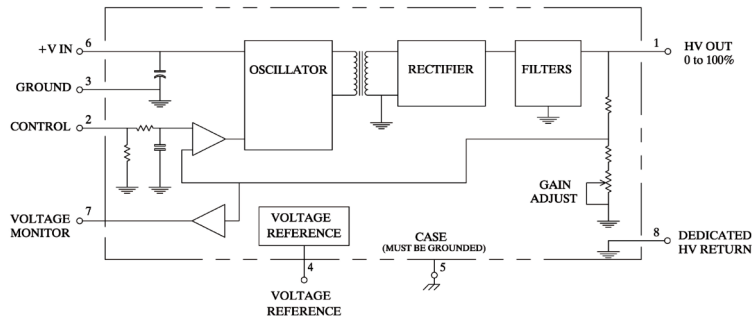 +V IN
6
GROUND
3
CONTROL
2
VOLTAGE
MONITOR
7
OSCILLATOR
RECTIFIER
FILTERS
1
HV OUT
0 to 100%
GAIN
ADJUST
VOLTAGE
REFERENCE
4
VOLTAGE
REFERENCE
CASE
(MUST BE GROUNDED)
5
8
DEDICATED
HV RETURN